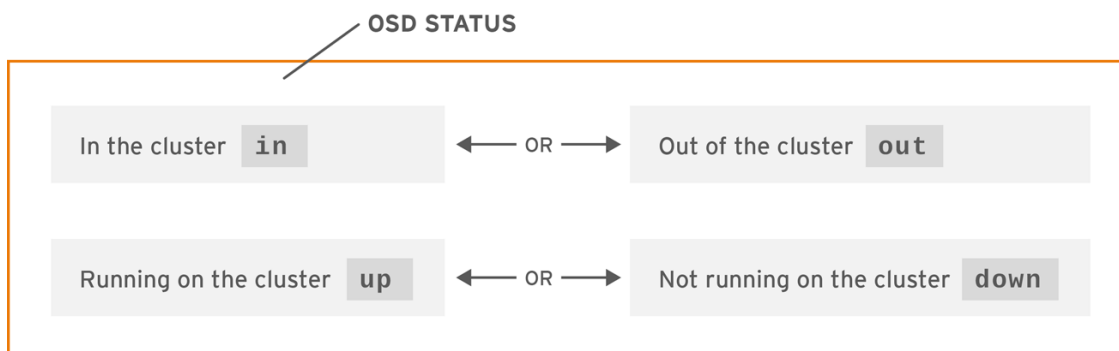 OSD STATUS
In the cluster in
OR
Out of the cluster out
Running on the cluster up
OR
Not running on the cluster down